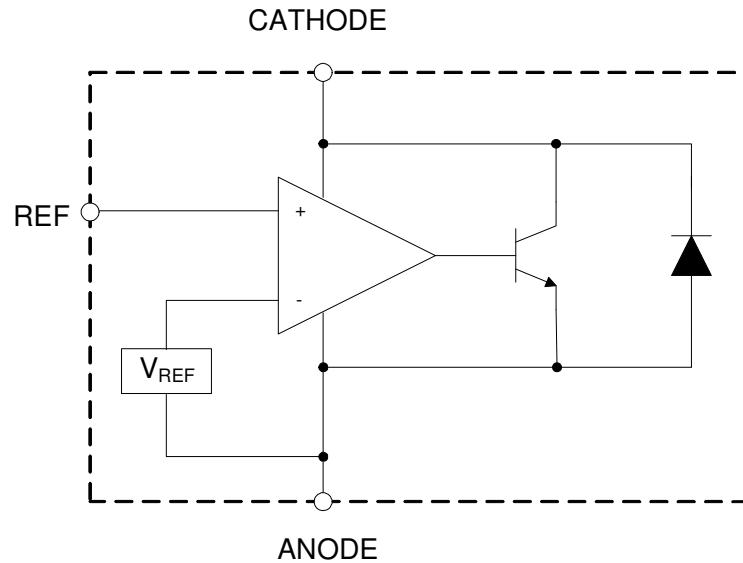 CATHODE
REF
+
-
VREF
ANODE